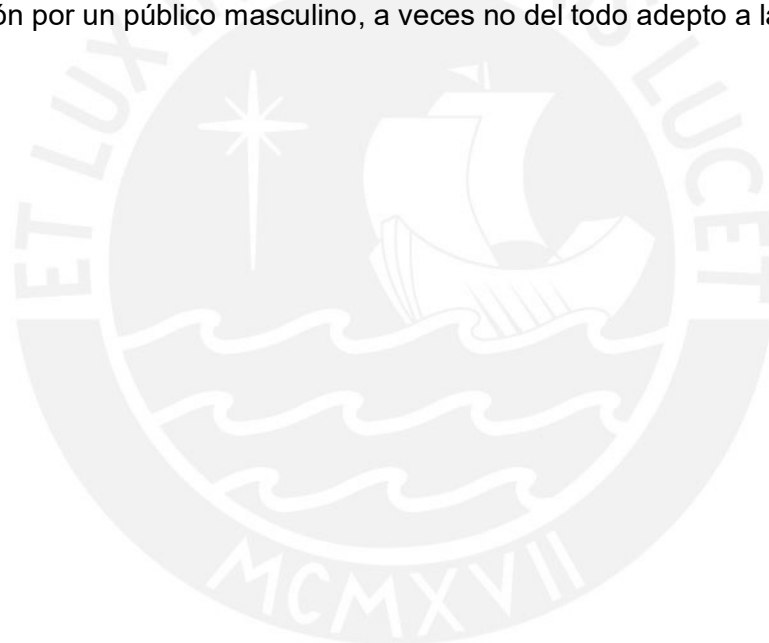 ón por un público masculino, a veces no del todo adepto a la
ET LUX
LUCET
MCMXVII